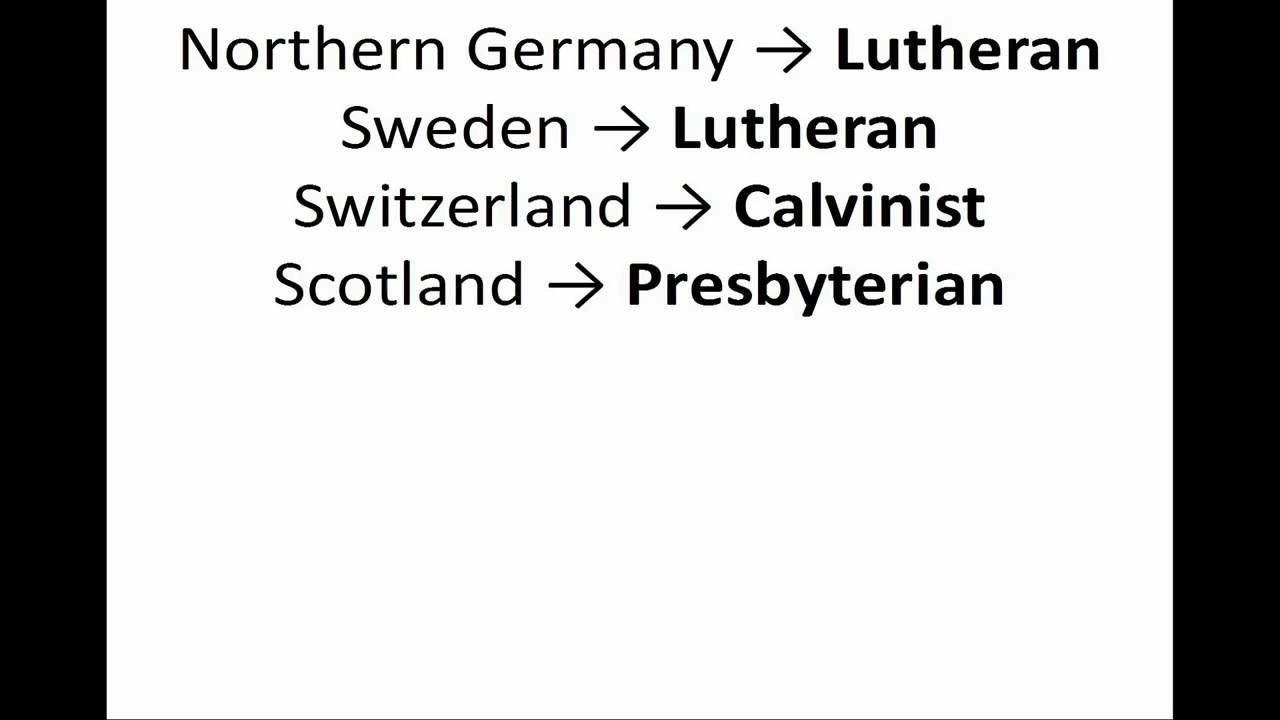 Northern Germany → Lutheran
Sweden → Lutheran
Switzerland → Calvinist
Scotland → Presbyterian